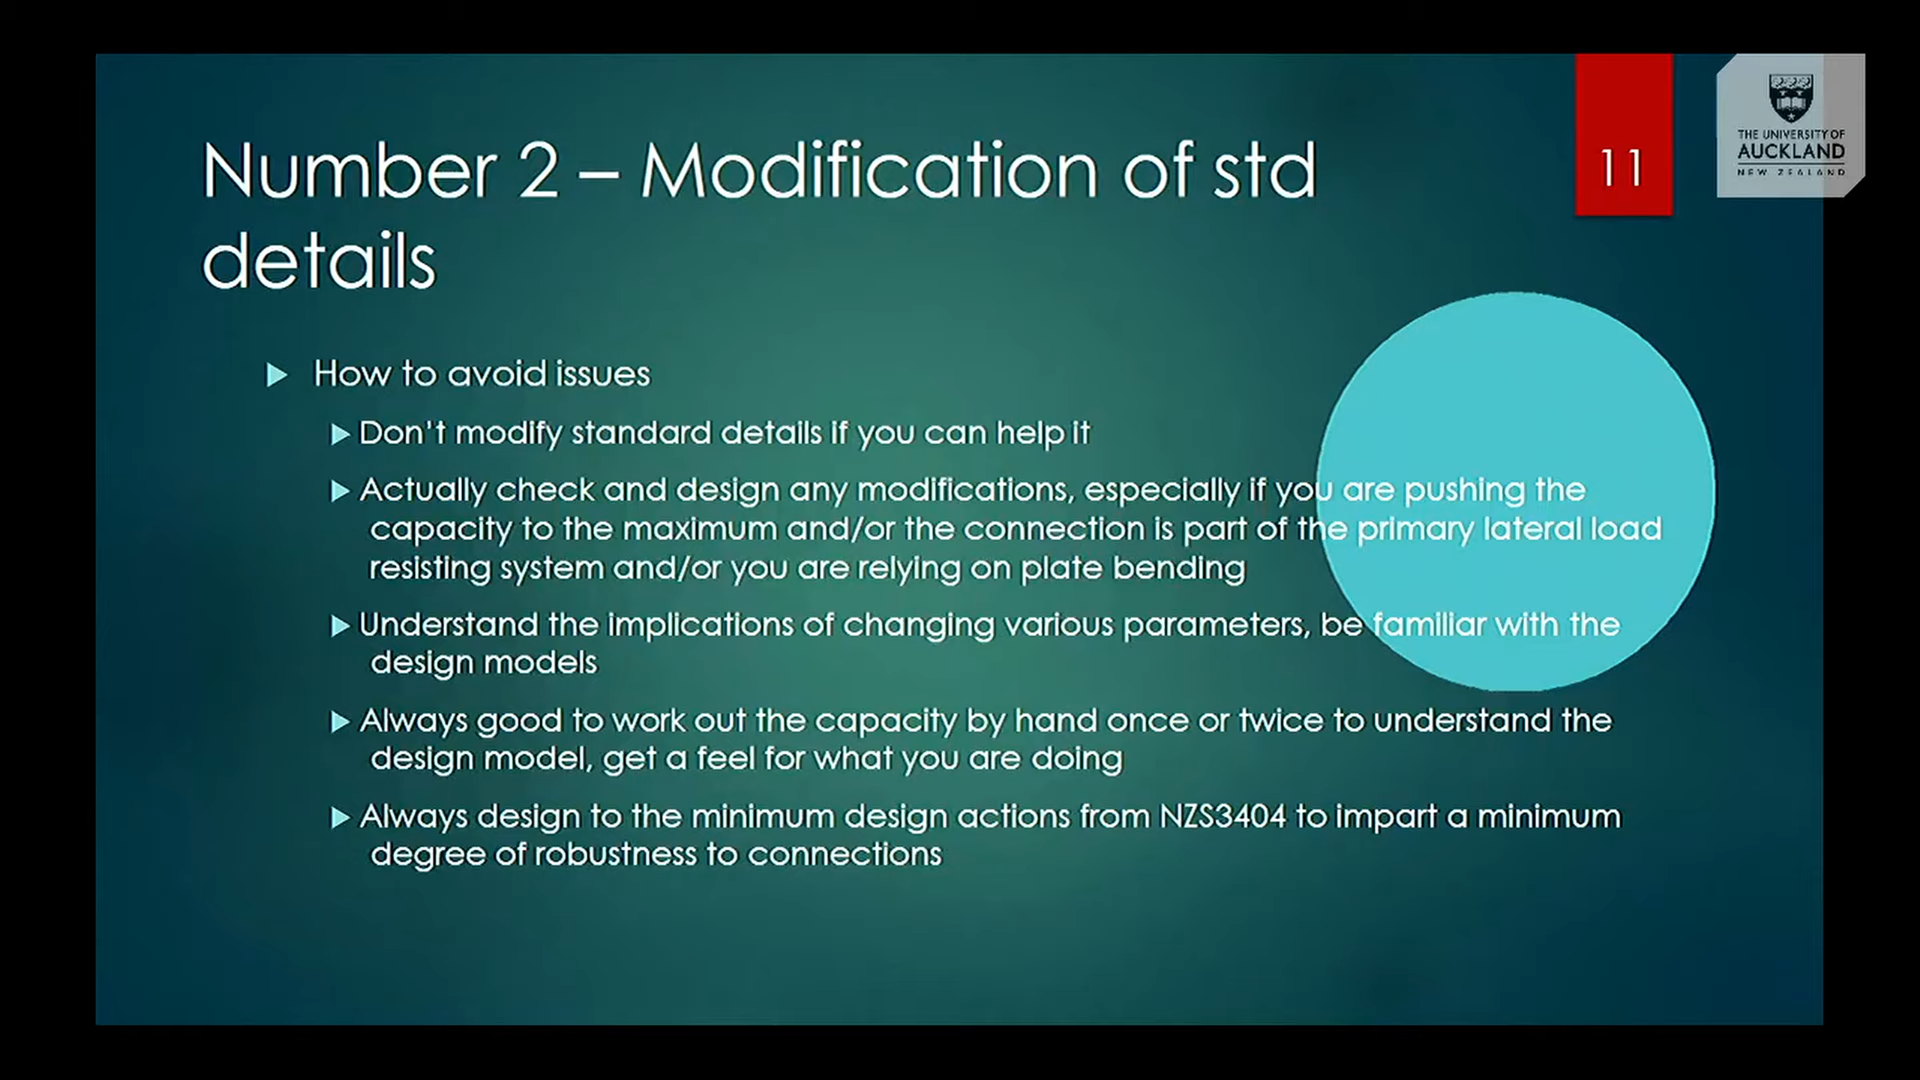 Number 2 – Modification of std
details
11
THE UNIVERSITY OF
AUCKLAND
NEW ZEALAND
How to avoid issues
Don't modify standard details if you can help it
Actually check and design any modifications, especially if you are pushing the
capacity to the maximum and/or the connection is part of the primary lateral load
resisting system and/or you are relying on plate bending
Understand the implications of changing various parameters, be familiar with the
design models
Always good to work out the capacity by hand once or twice to understand the
design model, get a feel for what you are doing
Always design to the minimum design actions from NZS3404 to impart a minimum
degree of robustness to connections